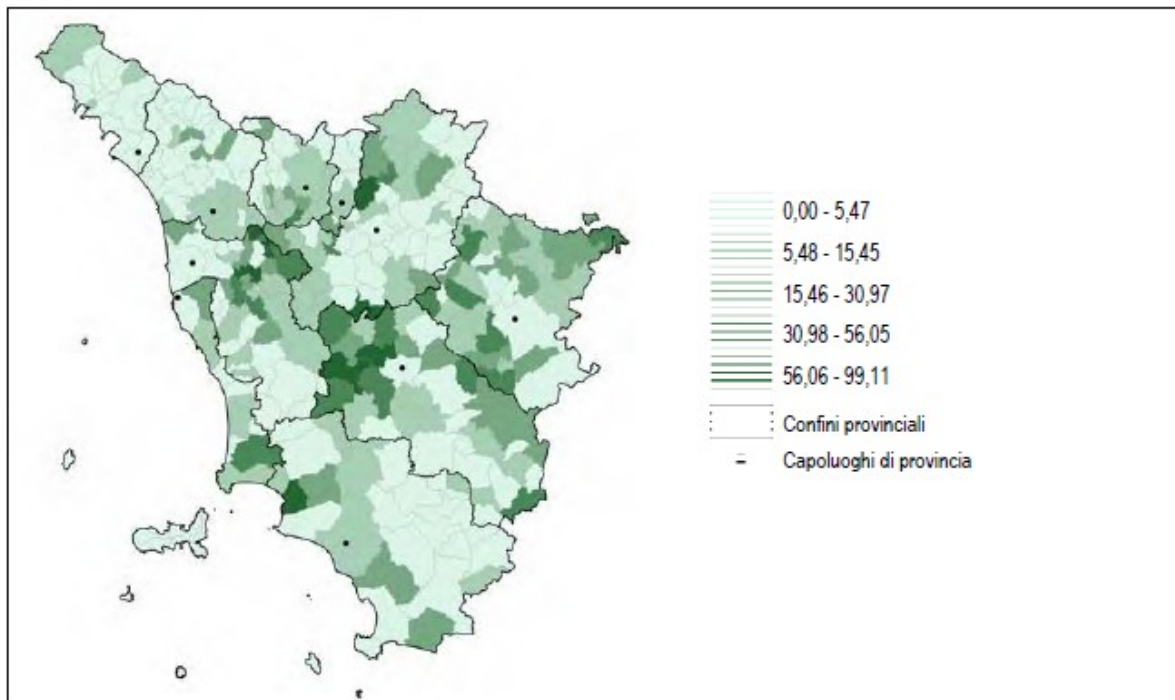 0,00 - 5,47
5,48 - 15,45
15,46 - 30,97
30,98 - 56,05
56,06 - 99,11
Confini provinciali
Capoluoghi di provincia